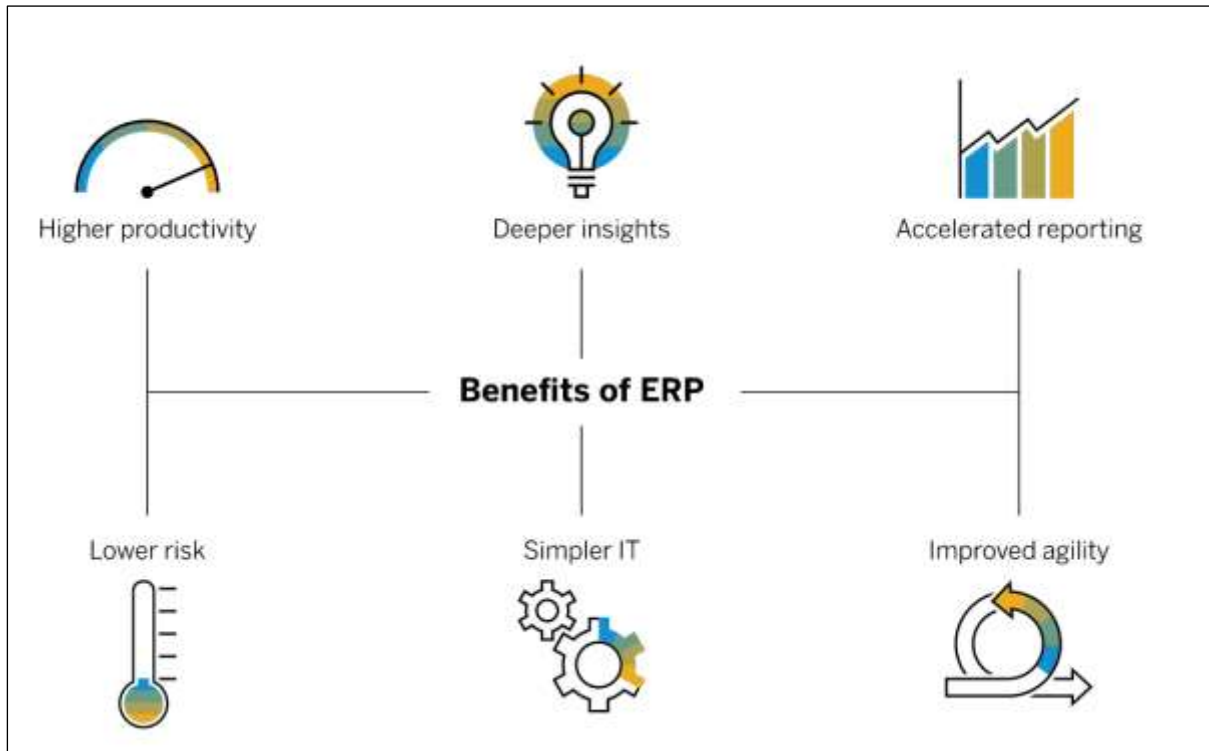 Higher productivity
Deeper insights
Accelerated reporting
Benefits of ERP
Lower risk
Simpler IT
Improved agility